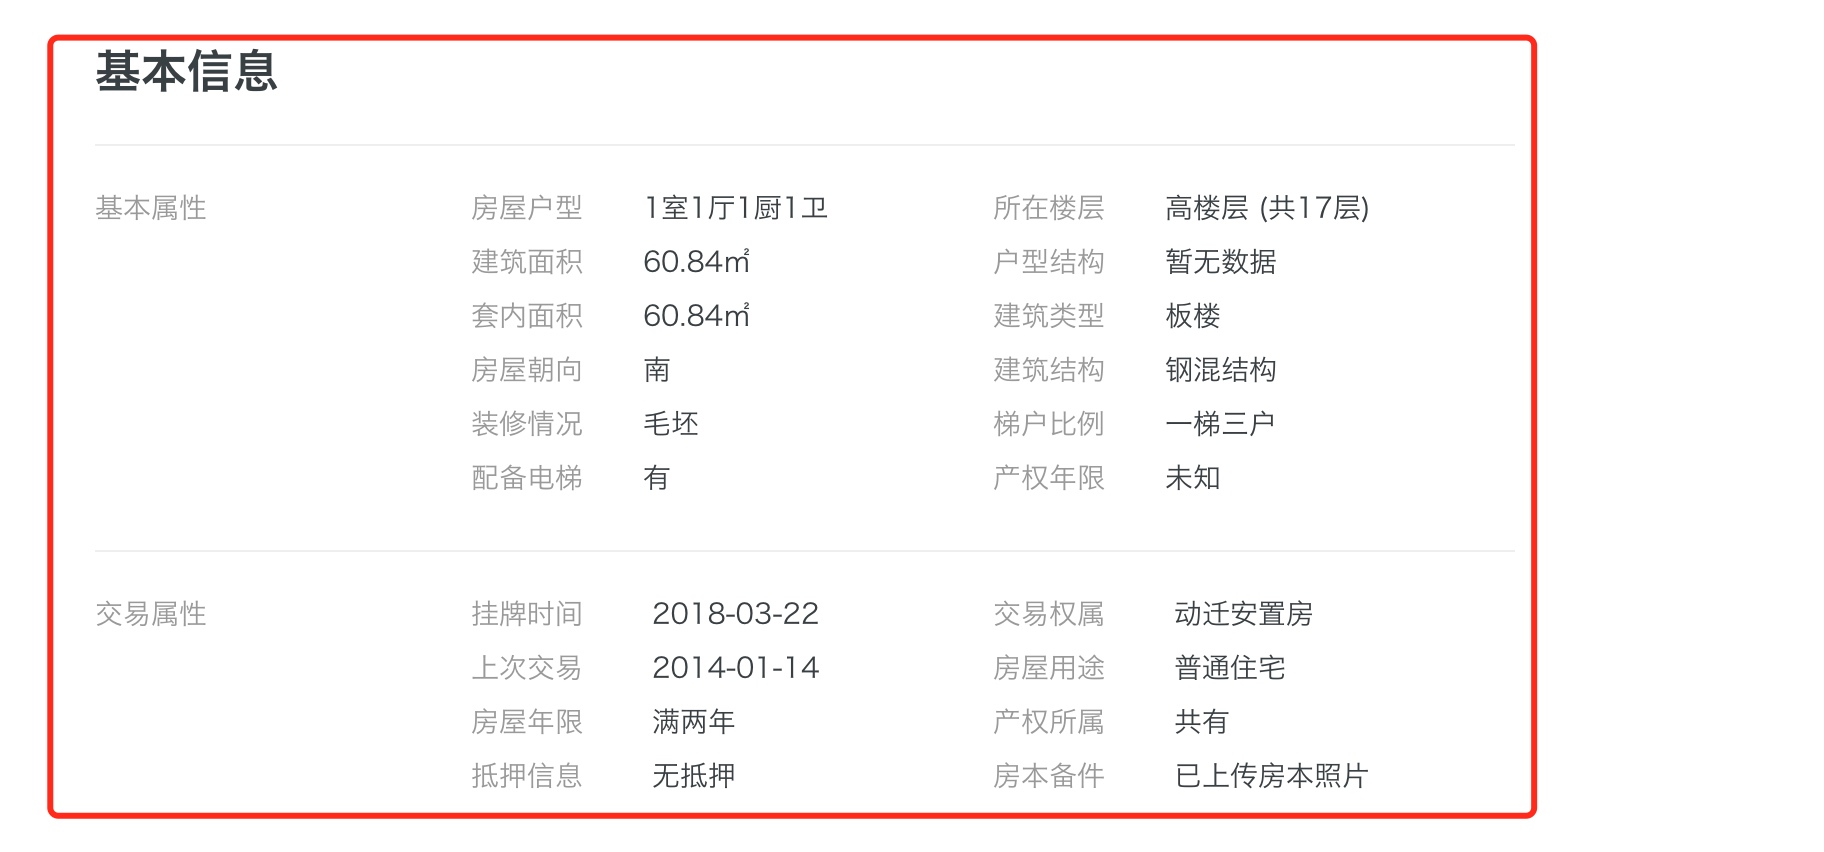 基本信息
基本属性 房屋户型 1室1厅1厨1卫 所在楼层 高楼层 (共17层)
建筑面积 60.84㎡ 户型结构 暂无数据
套内面积 60.84㎡ 建筑类型 板楼
房屋朝向 南 建筑结构 钢混结构
装修情况 毛坯 梯户比例 一梯三户
配备电梯 有 产权年限 未知
交易属性 挂牌时间 2018-03-22 交易权属 动迁安置房
上次交易 2014-01-14 房屋用途 普通住宅
房屋年限 满两年 产权所属 共有
抵押信息 无抵押 房本备件 已上传房本照片